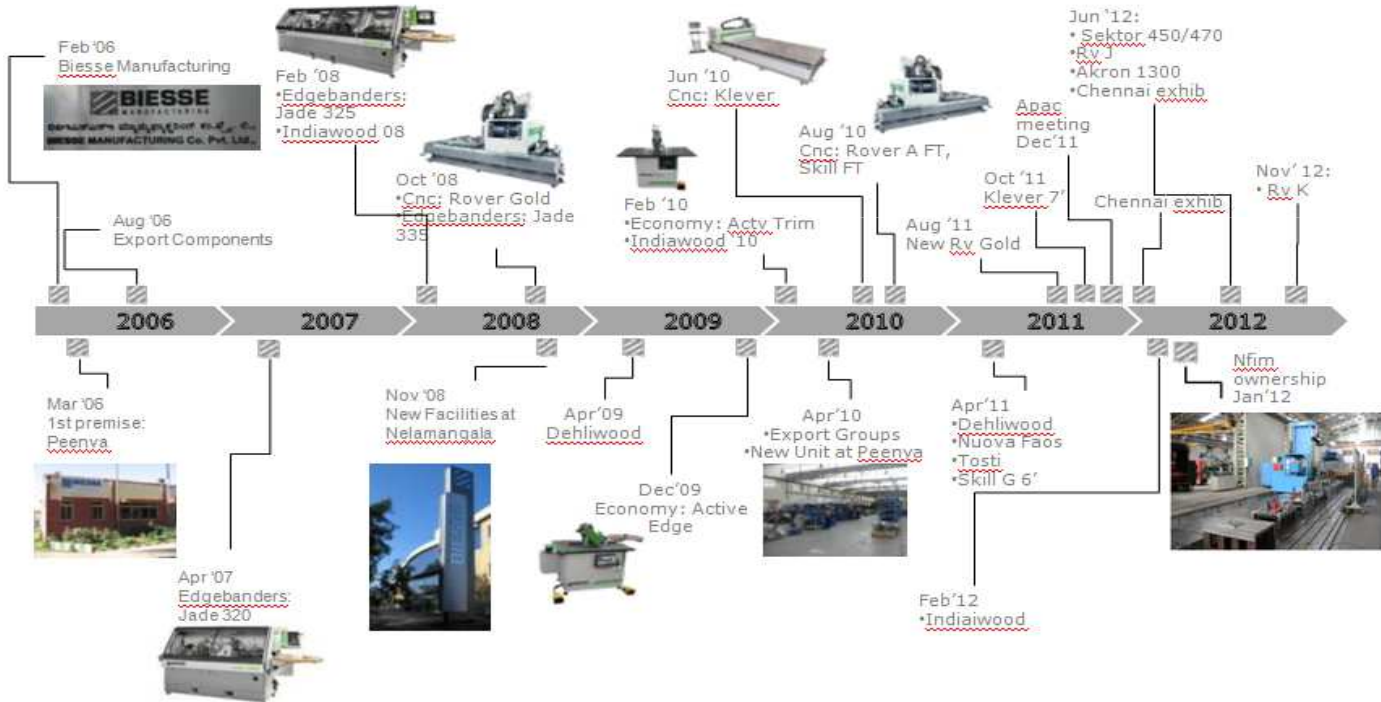 Feb '06
Biesse Manufacturing
BIESSE
MANUFACTURING
BIESSE MANUFACTURING Co. Pvt. Ltd.,
Aug '06
Export Components
Feb '08
•Edgebanders:
Jade 325
•Indiawood 08
Oct '08
•Cnc: Rover Gold
•Edgebanders: Jade
335
Feb '10
•Economy: Actv Trim
•Indiawood '10
Jun '10
Cnc: Klever
Aug '10
Cnc: Rover A FT,
Skill FT
Aug '11
New Rv Gold
Oct '11
Klever 7'
Apac
meeting
Dec'11
Chennai exhib
Jun '12:
• Sektor 450/470
•Rv J
•Akron 1300
•Chennai exhib
Nov' 12:
• Rv K
2006
2007
2008
2009
2010
2011
2012
Mar '06
1st premise:
Peenya
BIESSE
Apr '07
Edgebanders:
Jade 320
Nov '08
New Facilities at
Nelamangala
BIESSE
Apr'09
Dehliwood
Dec'09
Economy: Active
Edge
Apr'10
•Export Groups
•New Unit at Peenya
Apr'11
•Dehliwood
•Nuova Faos
•Tosti
•Skill G 6'
Feb'12
•Indiaiwood
Nfim
ownership
Jan'12